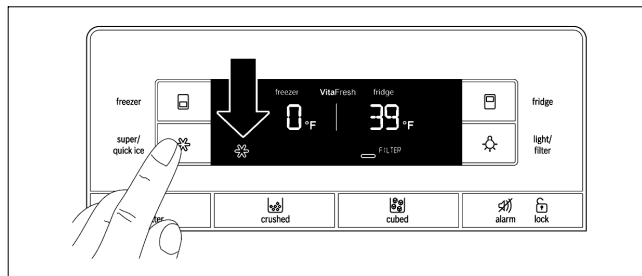 freezer VitaFresh fridge
freezer
0°F 39°F
fridge
super/
quick ice
light/
filter
FILTER
crushed
cubed
alarm lock